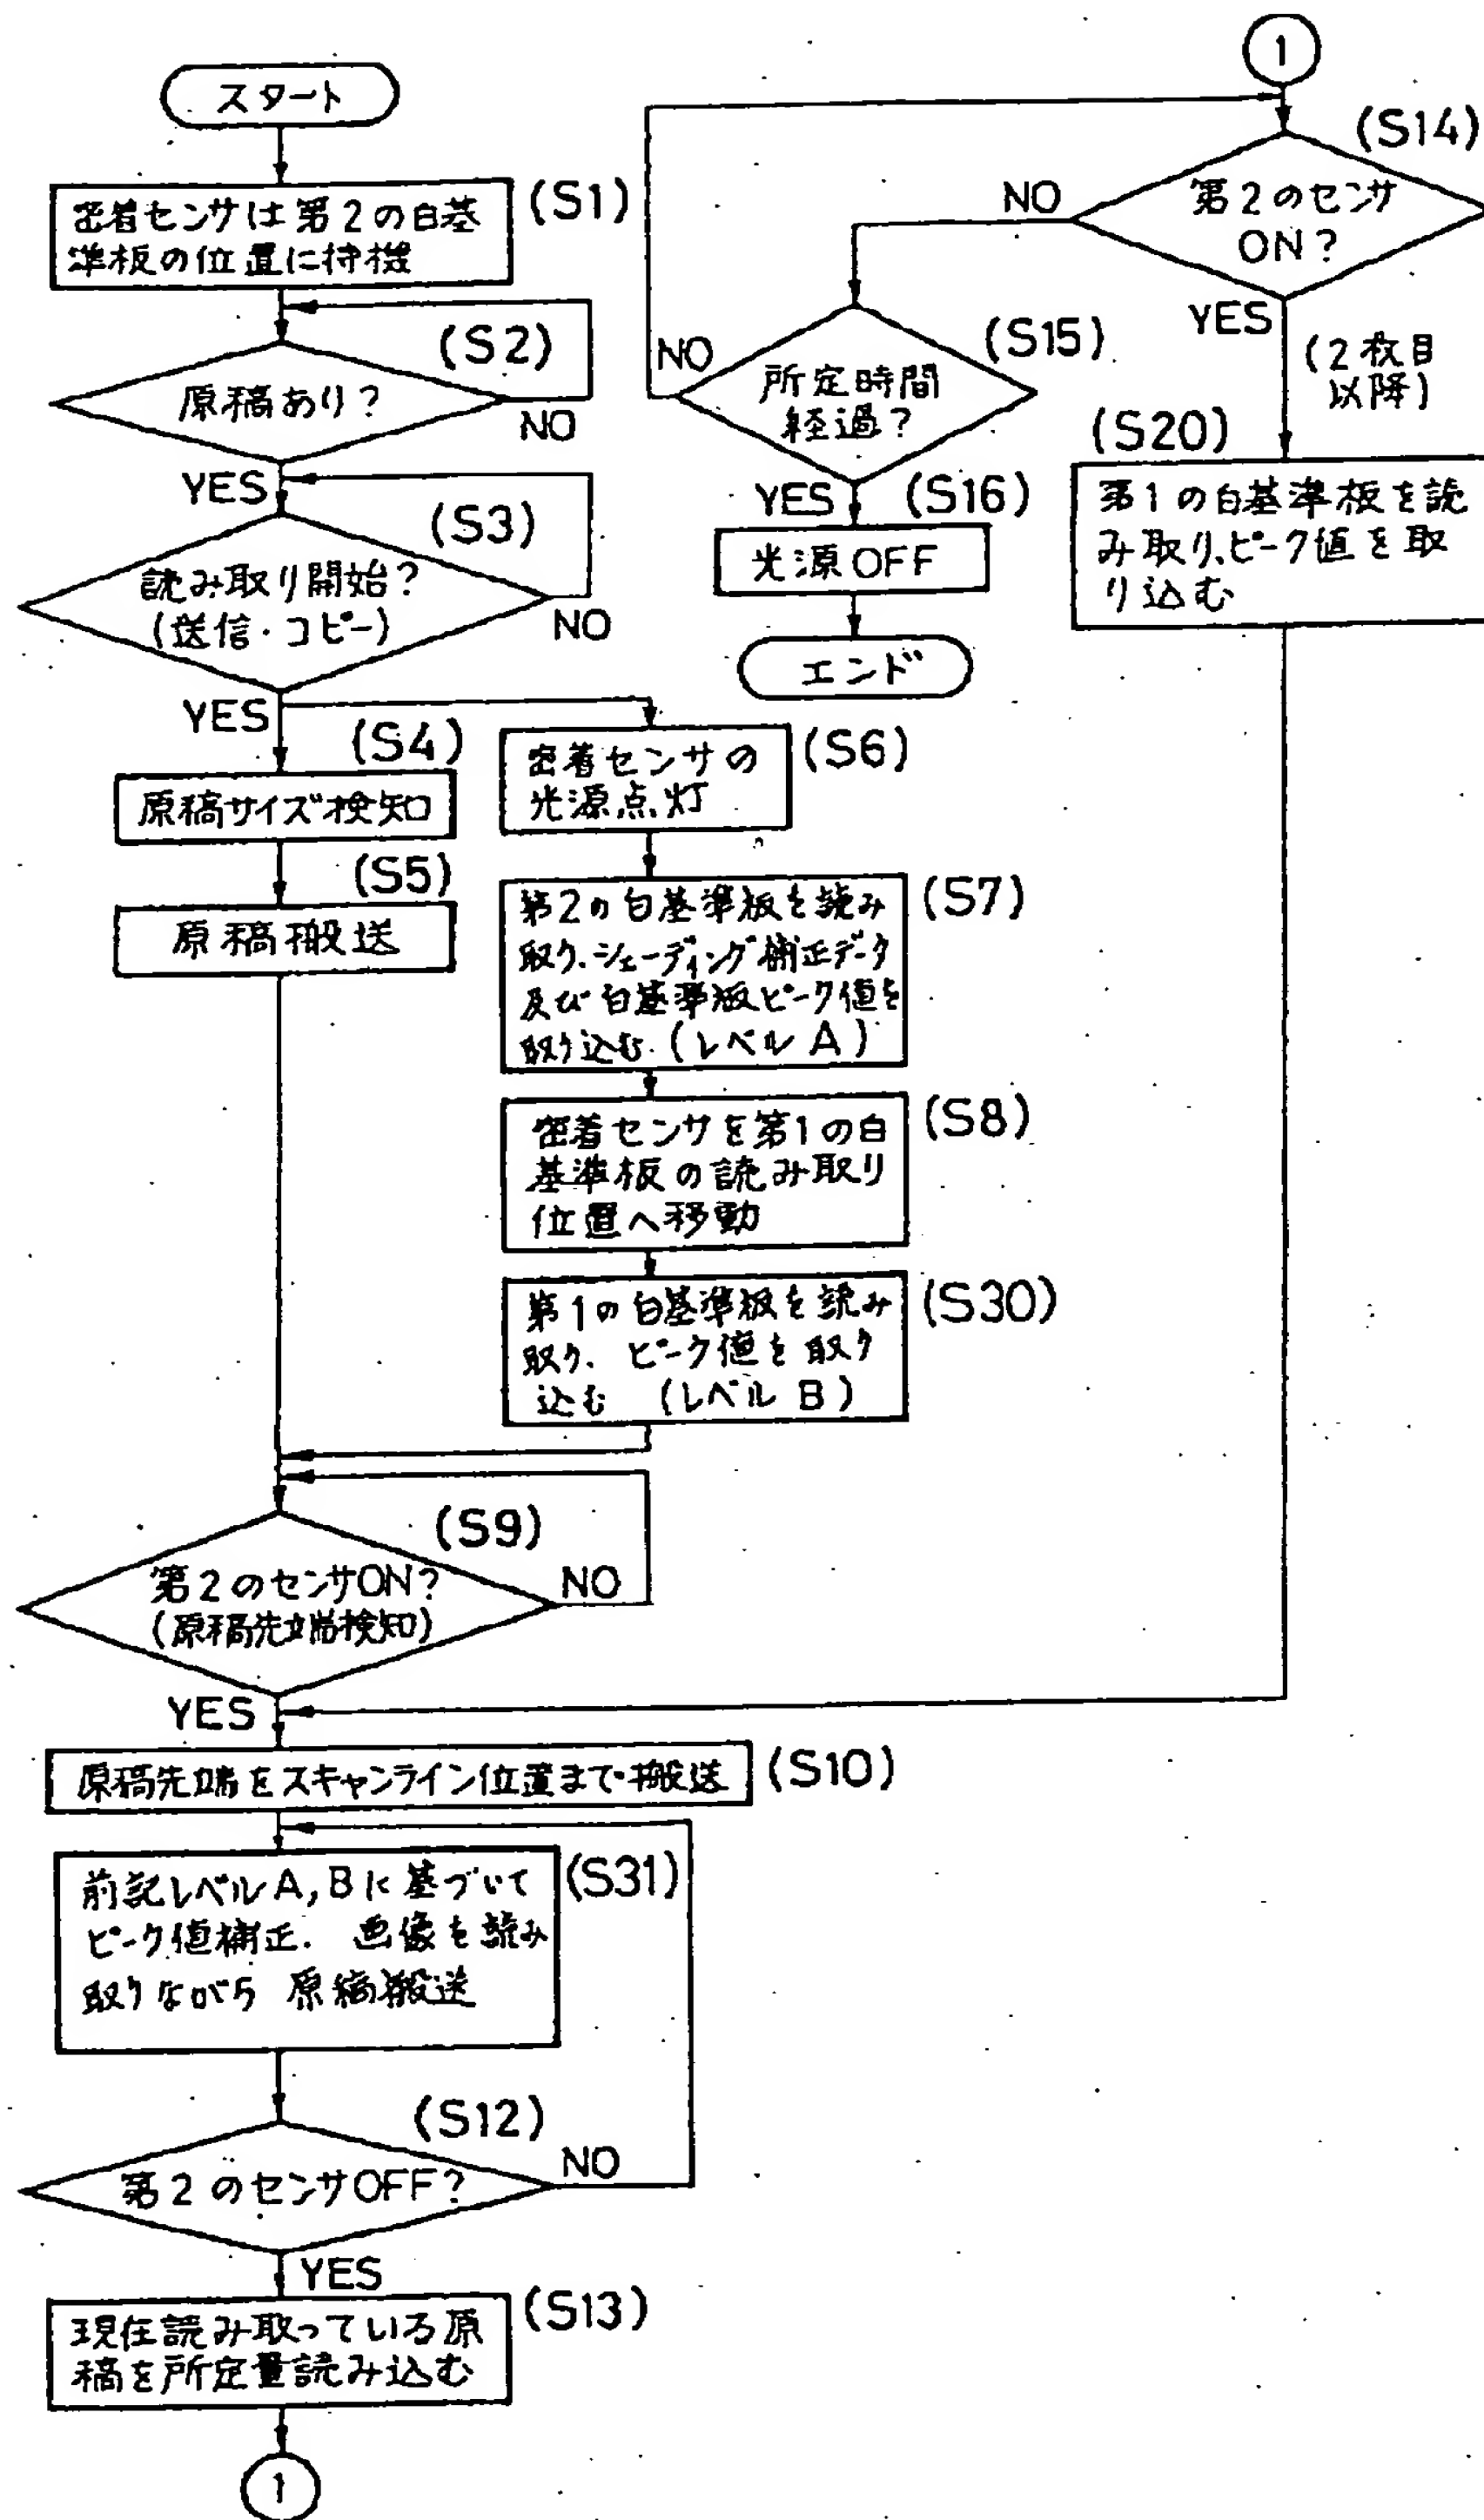 スタート
(S1)
密着センサは第2の白基
準板の位置に待機
(S2)
原稿あり?
NO
YES
(S3)
読み取り開始?
(送信・コピー)
NO
YES
(S4)
原稿サイズ検知
(S5)
原稿搬送
(S6)
密着センサの
光源点灯
(S7)
第2の白基準板を読み
取り、シェーディング補正データ
及び白基準版ピーク値を
取り込む (レベル A)
(S8)
密着センサを第1の白
基準板の読み取り
位置へ移動
(S30)
第1の白基準板を読み
取り、ピーク値を取り
込む (レベル B)
(S9)
第2のセンサON?
(原稿先端検知)
NO
YES
原稿先端をスキャンライン位置まで搬送
(S10)
前記レベルA,Bに基づいて
ピーク値補正. 画像を読み
取りながら 原稿搬送
(S31)
(S12)
第2のセンサOFF?
NO
YES
(S13)
現在読み取っている原
稿を所定量読み込む
1
1
(S14)
第2のセンサ
ON?
NO
YES
(2枚目
以降)
(S15)
所定時間
経過?
NO
YES
(S16)
光源OFF
エンド
(S20)
第1の白基準板を読
み取り、ピーク値を取
り込む